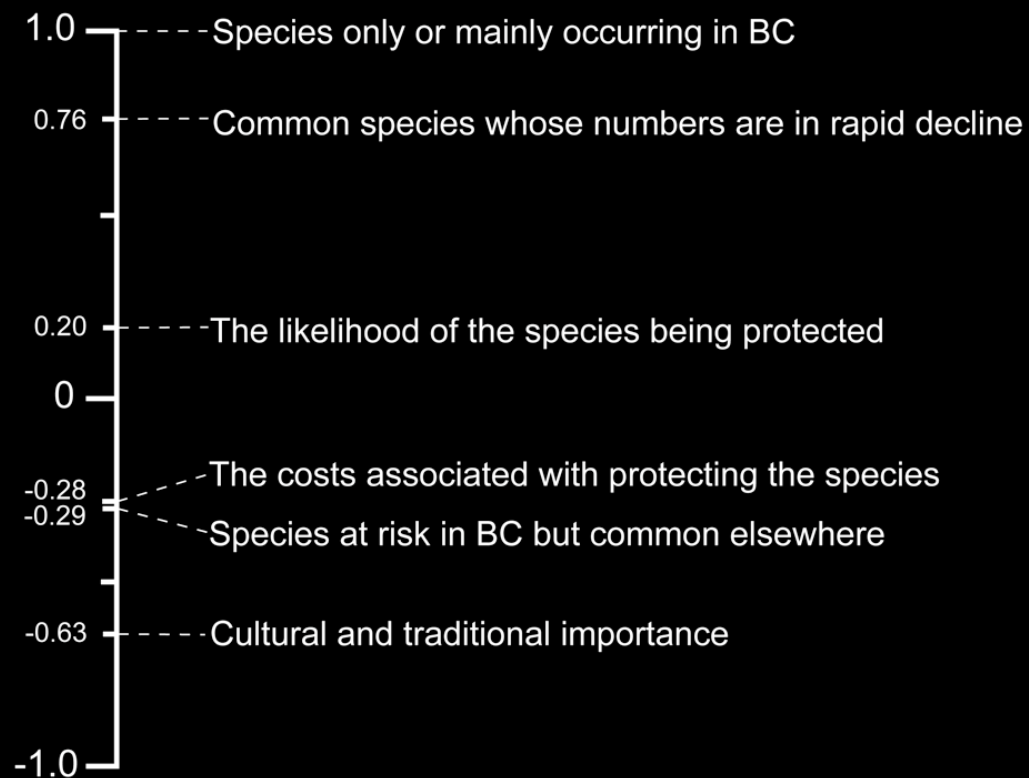 1.0 Species only or mainly occurring in BC
0.76 Common species whose numbers are in rapid decline
0.20 The likelihood of the species being protected
0
-0.28 The costs associated with protecting the species
-0.29 Species at risk in BC but common elsewhere
-0.63 Cultural and traditional importance
-1.0